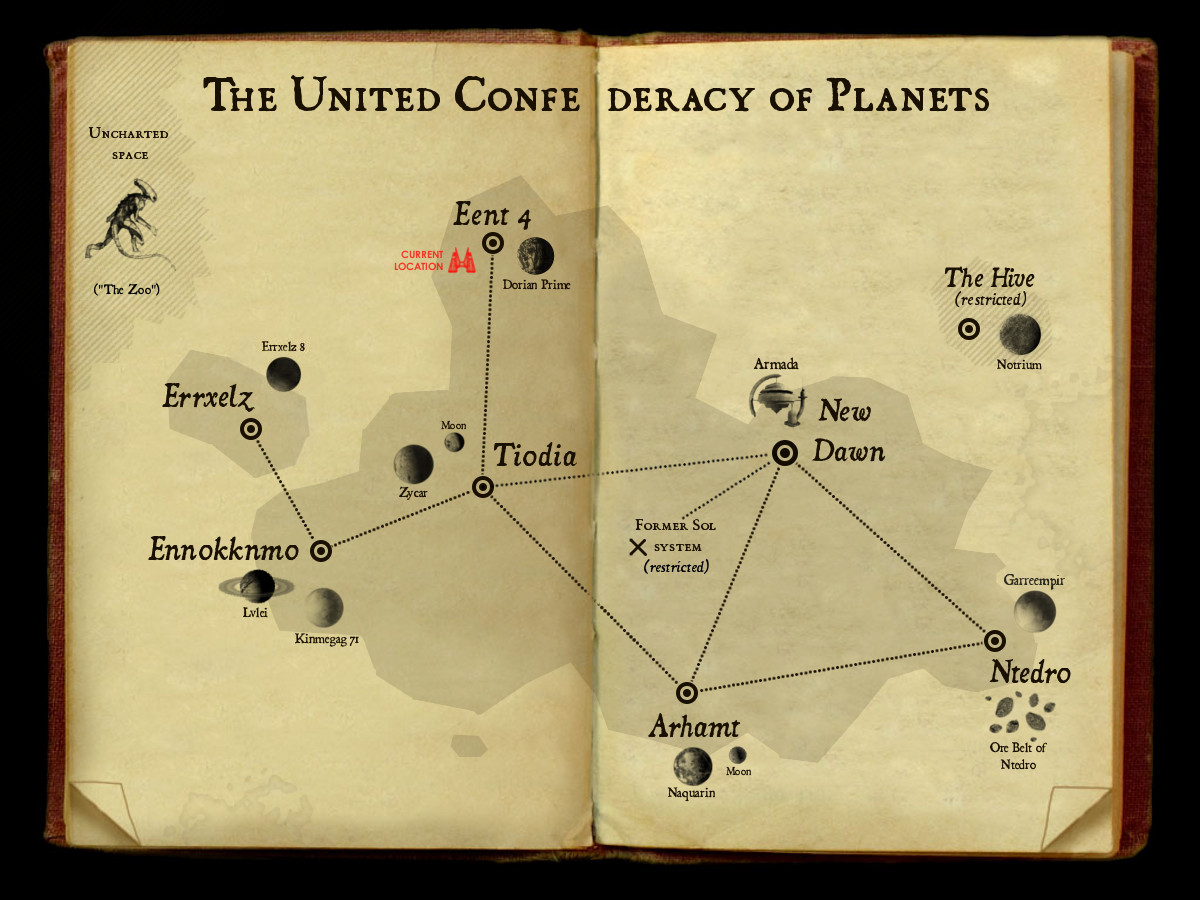 THE UNITED CONFE DERACY OF PLANETS
UNCHARTED
SPACE
("The Zoo")
Eent 4
CURRENT
LOCATION
Dorian Prime
The Hive
(restricted)
Notrium
Errxelz 8
Errxelz
Armada
New
Dawn
Moon
Tiodia
Zycar
FORMER SOL
SYSTEM
(restricted)
Ennokknmo
Lvlei
Kinmegag 71
Garreempir
Ntedro
Ore Belt of
Ntedro
Arhamt
Moon
Naquarin